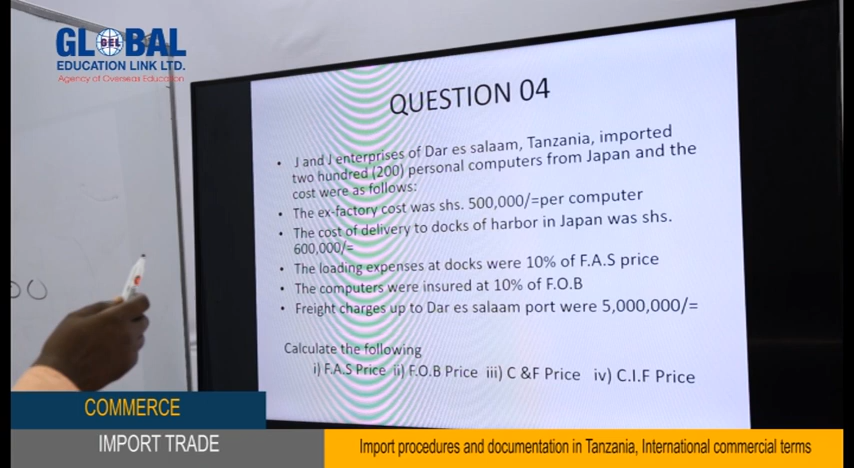 GLOBAL
GEL
EDUCATION LINK LTD.
Agency of Overseas Education
QUESTION 04
• J and J enterprises of Dar es salaam, Tanzania, imported
two hundred (200) personal computers from Japan and the
cost were as follows:
• The ex-factory cost was shs. 500,000/=per computer
• The cost of delivery to docks of harbor in Japan was shs.
600,000/=
• The loading expenses at docks were 10% of F.A.S price
• The computers were insured at 10% of F.O.B
• Freight charges up to Dar es salaam port were 5,000,000/=
Calculate the following
i) F.A.S Price ii) F.O.B Price iii) C &F Price iv) C.I.F Price
COMMERCE
IMPORT TRADE
Import procedures and documentation in Tanzania, International commercial terms